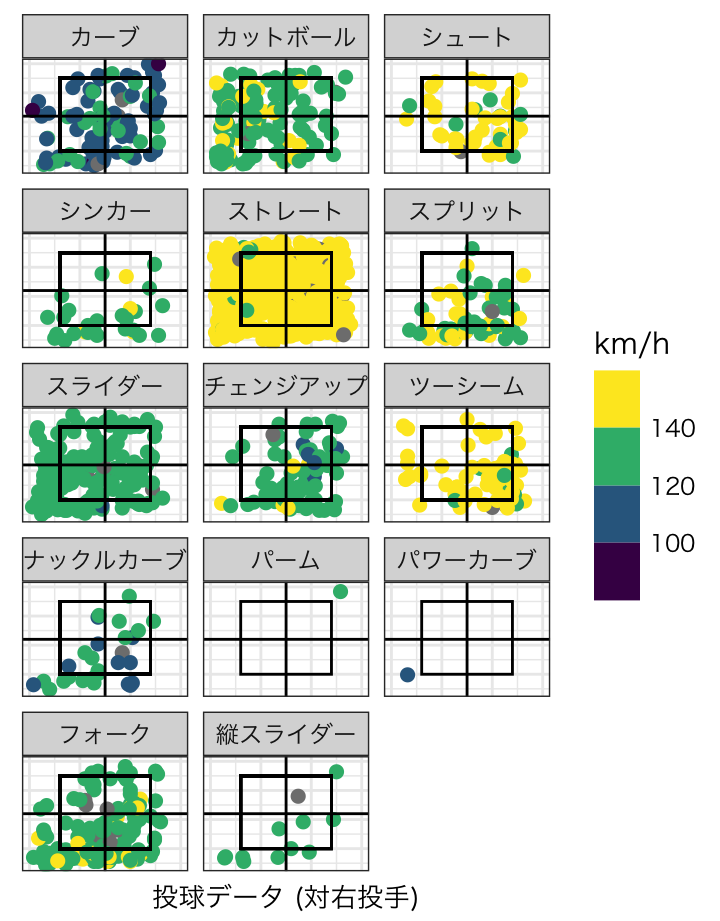 カーブ
カットボール
シュート
シンカー
ストレート
スプリット
スライダー
チェンジアップ
ツーシーム
ナックルカーブ
パーム
パワーカーブ
フォーク
縦スライダー
km/h
140
120
100
投球データ (対右投手)